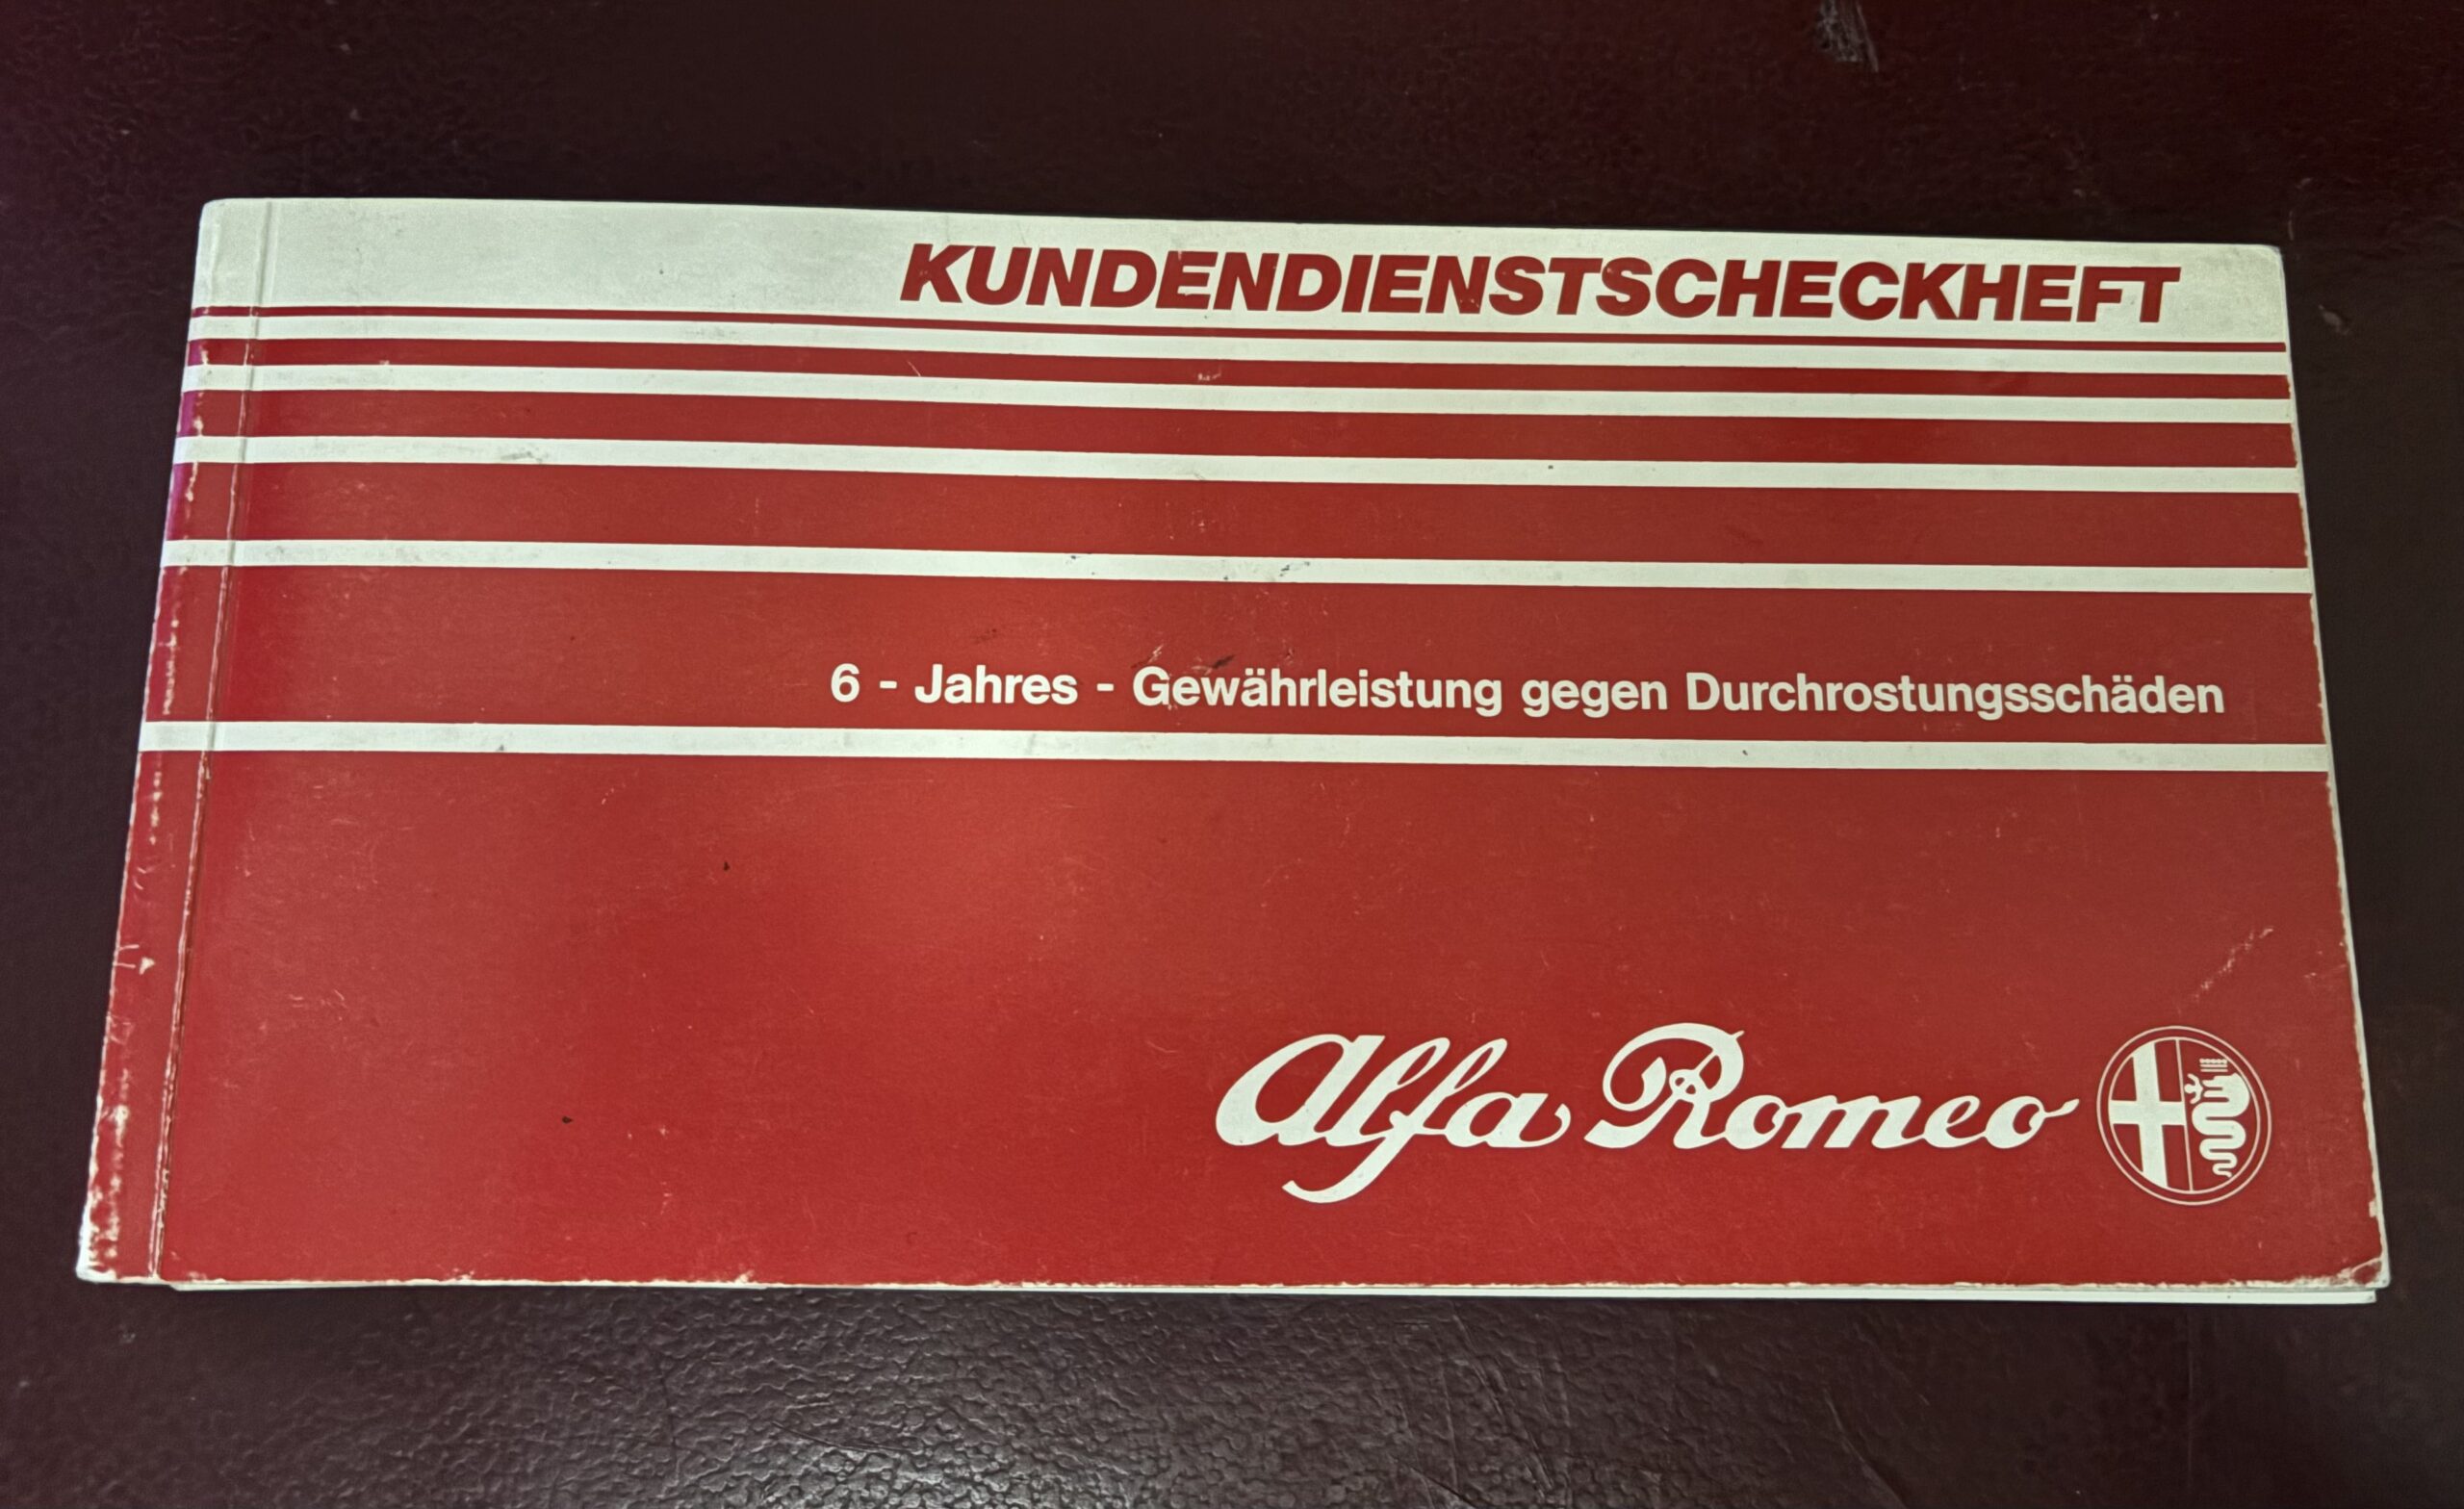 KUNDENDIENSTSCHECKHEFT
6 - Jahres - Gewährleistung gegen Durchrostungsschäden
Alfa Romeo